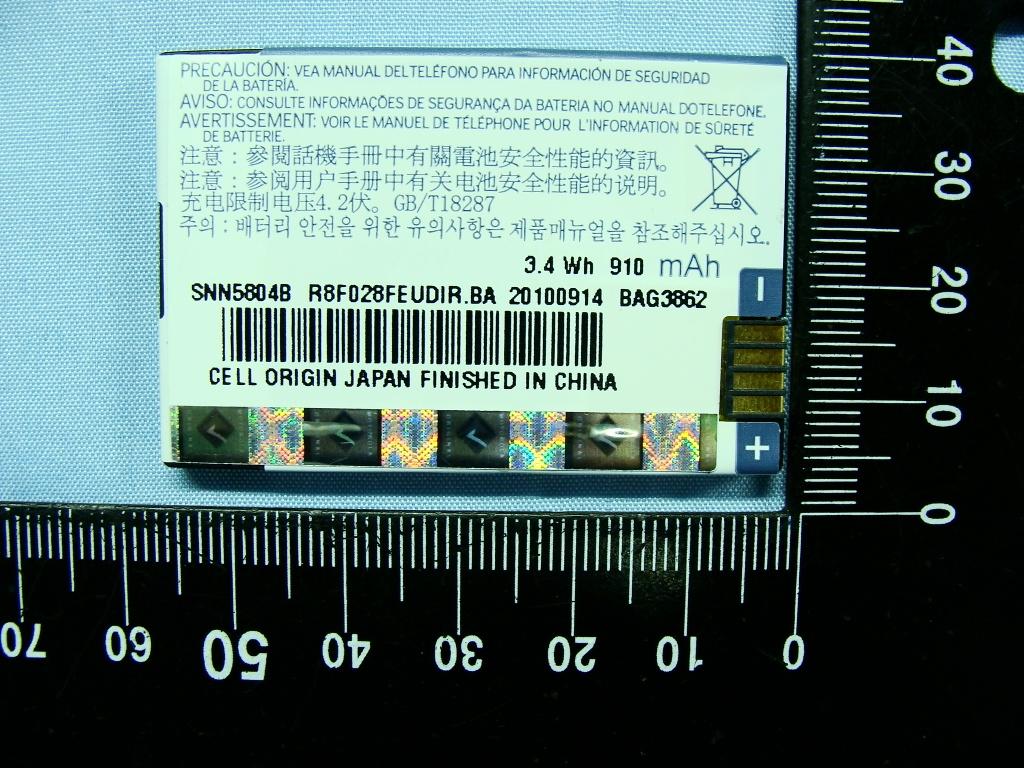 PRECAUCIÓN: VEA MANUAL DELTELÉFONO PARA INFORMACIÓN DE SEGURIDAD
DE LA BATERÍA.
AVISO: CONSULTE INFORMAÇÕES DE SEGURANÇA DA BATERIA NO MANUAL DOTELEFONE.
AVERTISSEMENT: VOIR LE MANUEL DE TÉLÉPHONE POUR L'INFORMATION DE SÛRETÉ
DE BATTERIE.
注意：參閱話機手冊中有關電池安全性能的資訊。
注意：参阅用户手册中有关电池安全性能的说明。
充电限制电压4.2伏。GB/T18287
주의 : 배터리 안전을 위한 유의사항은 제품매뉴얼을 참조해주십시오.
3.4 Wh 910 mAh
SNN5804B R8F028FEUDIR.BA 20100914 BAG3862
CELL ORIGIN JAPAN FINISHED IN CHINA
−
+
40
30
20
10
0
70 60 50 40 30 20 10 0